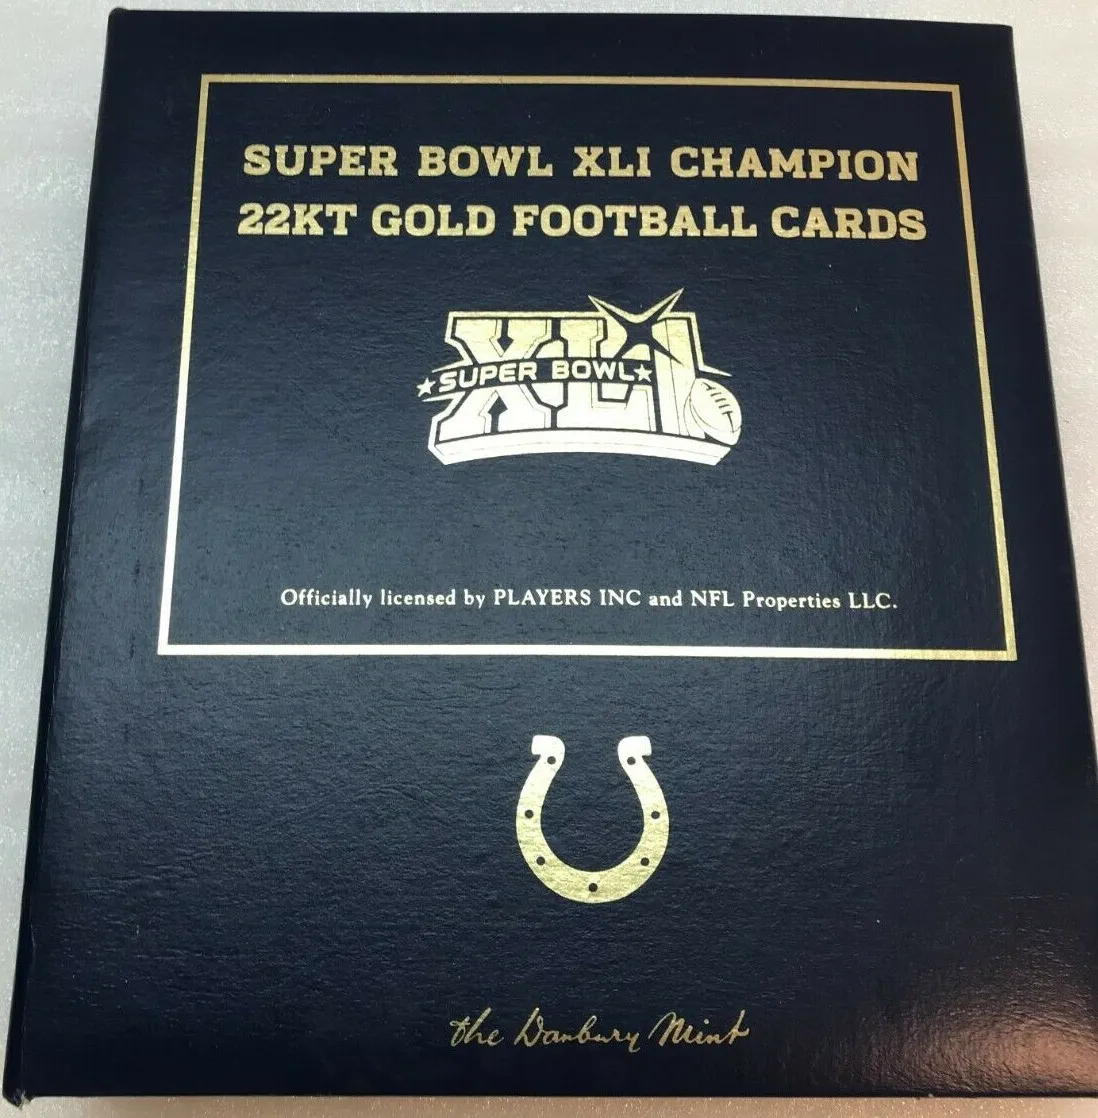 SUPER BOWL XLI CHAMPION
22KT GOLD FOOTBALL CARDS
XLI
★SUPER BOWL★
Officially licensed by PLAYERS INC and NFL Properties LLC.
the Danbury Mint